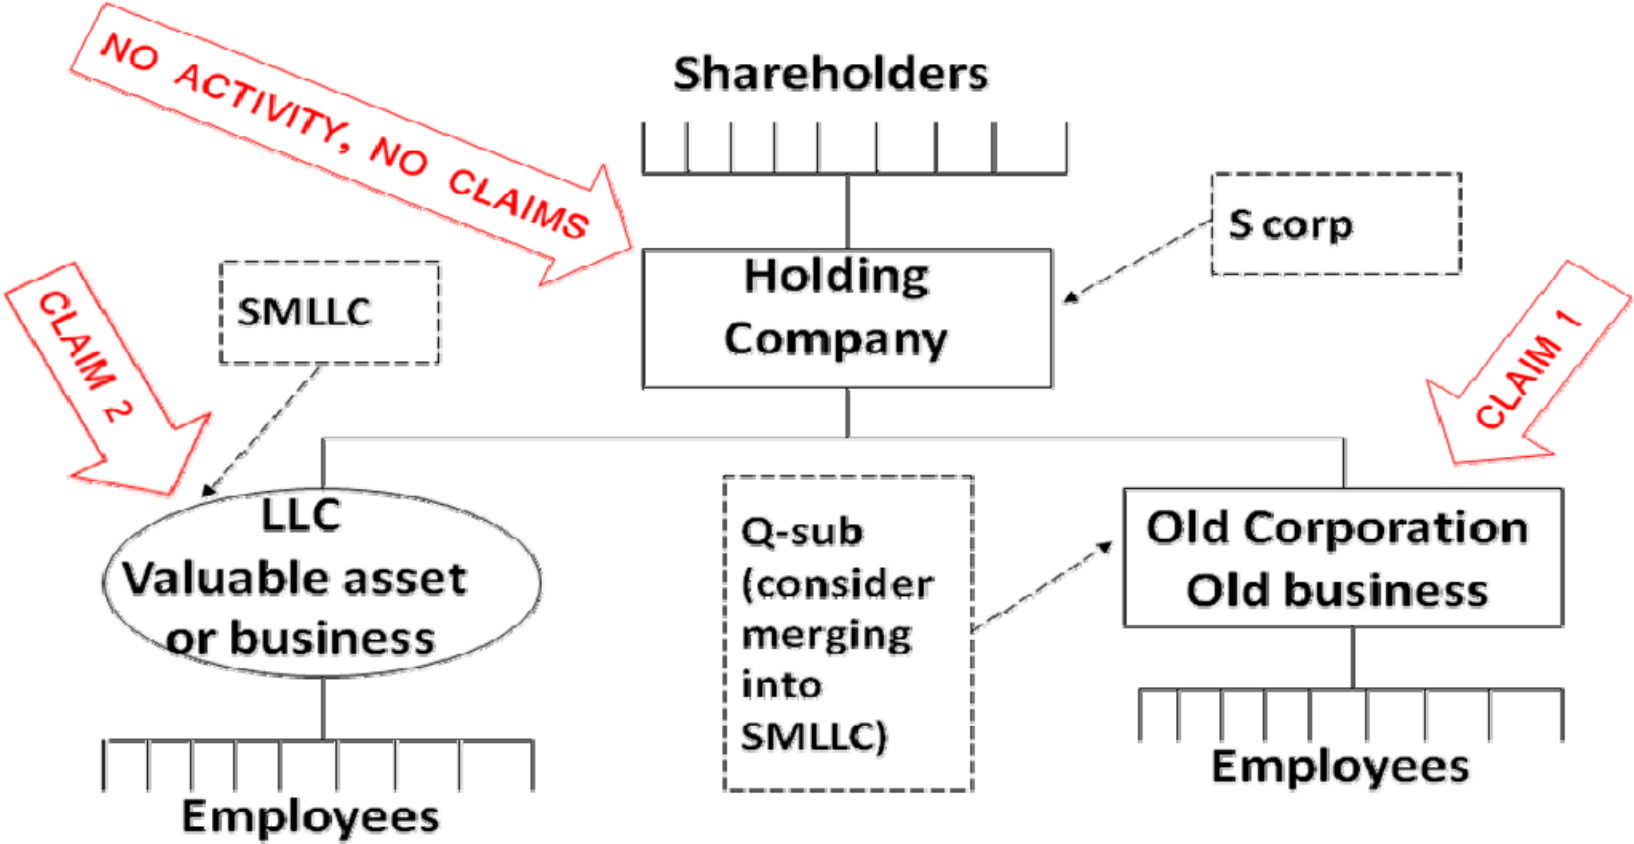 NO ACTIVITY, NO CLAIMS
Shareholders
S corp
Holding
Company
SMLLC
CLAIM 2
CLAIM 1
LLC
Valuable asset
or business
Q-sub
(consider
merging
into
SMLLC)
Old Corporation
Old business
Employees
Employees